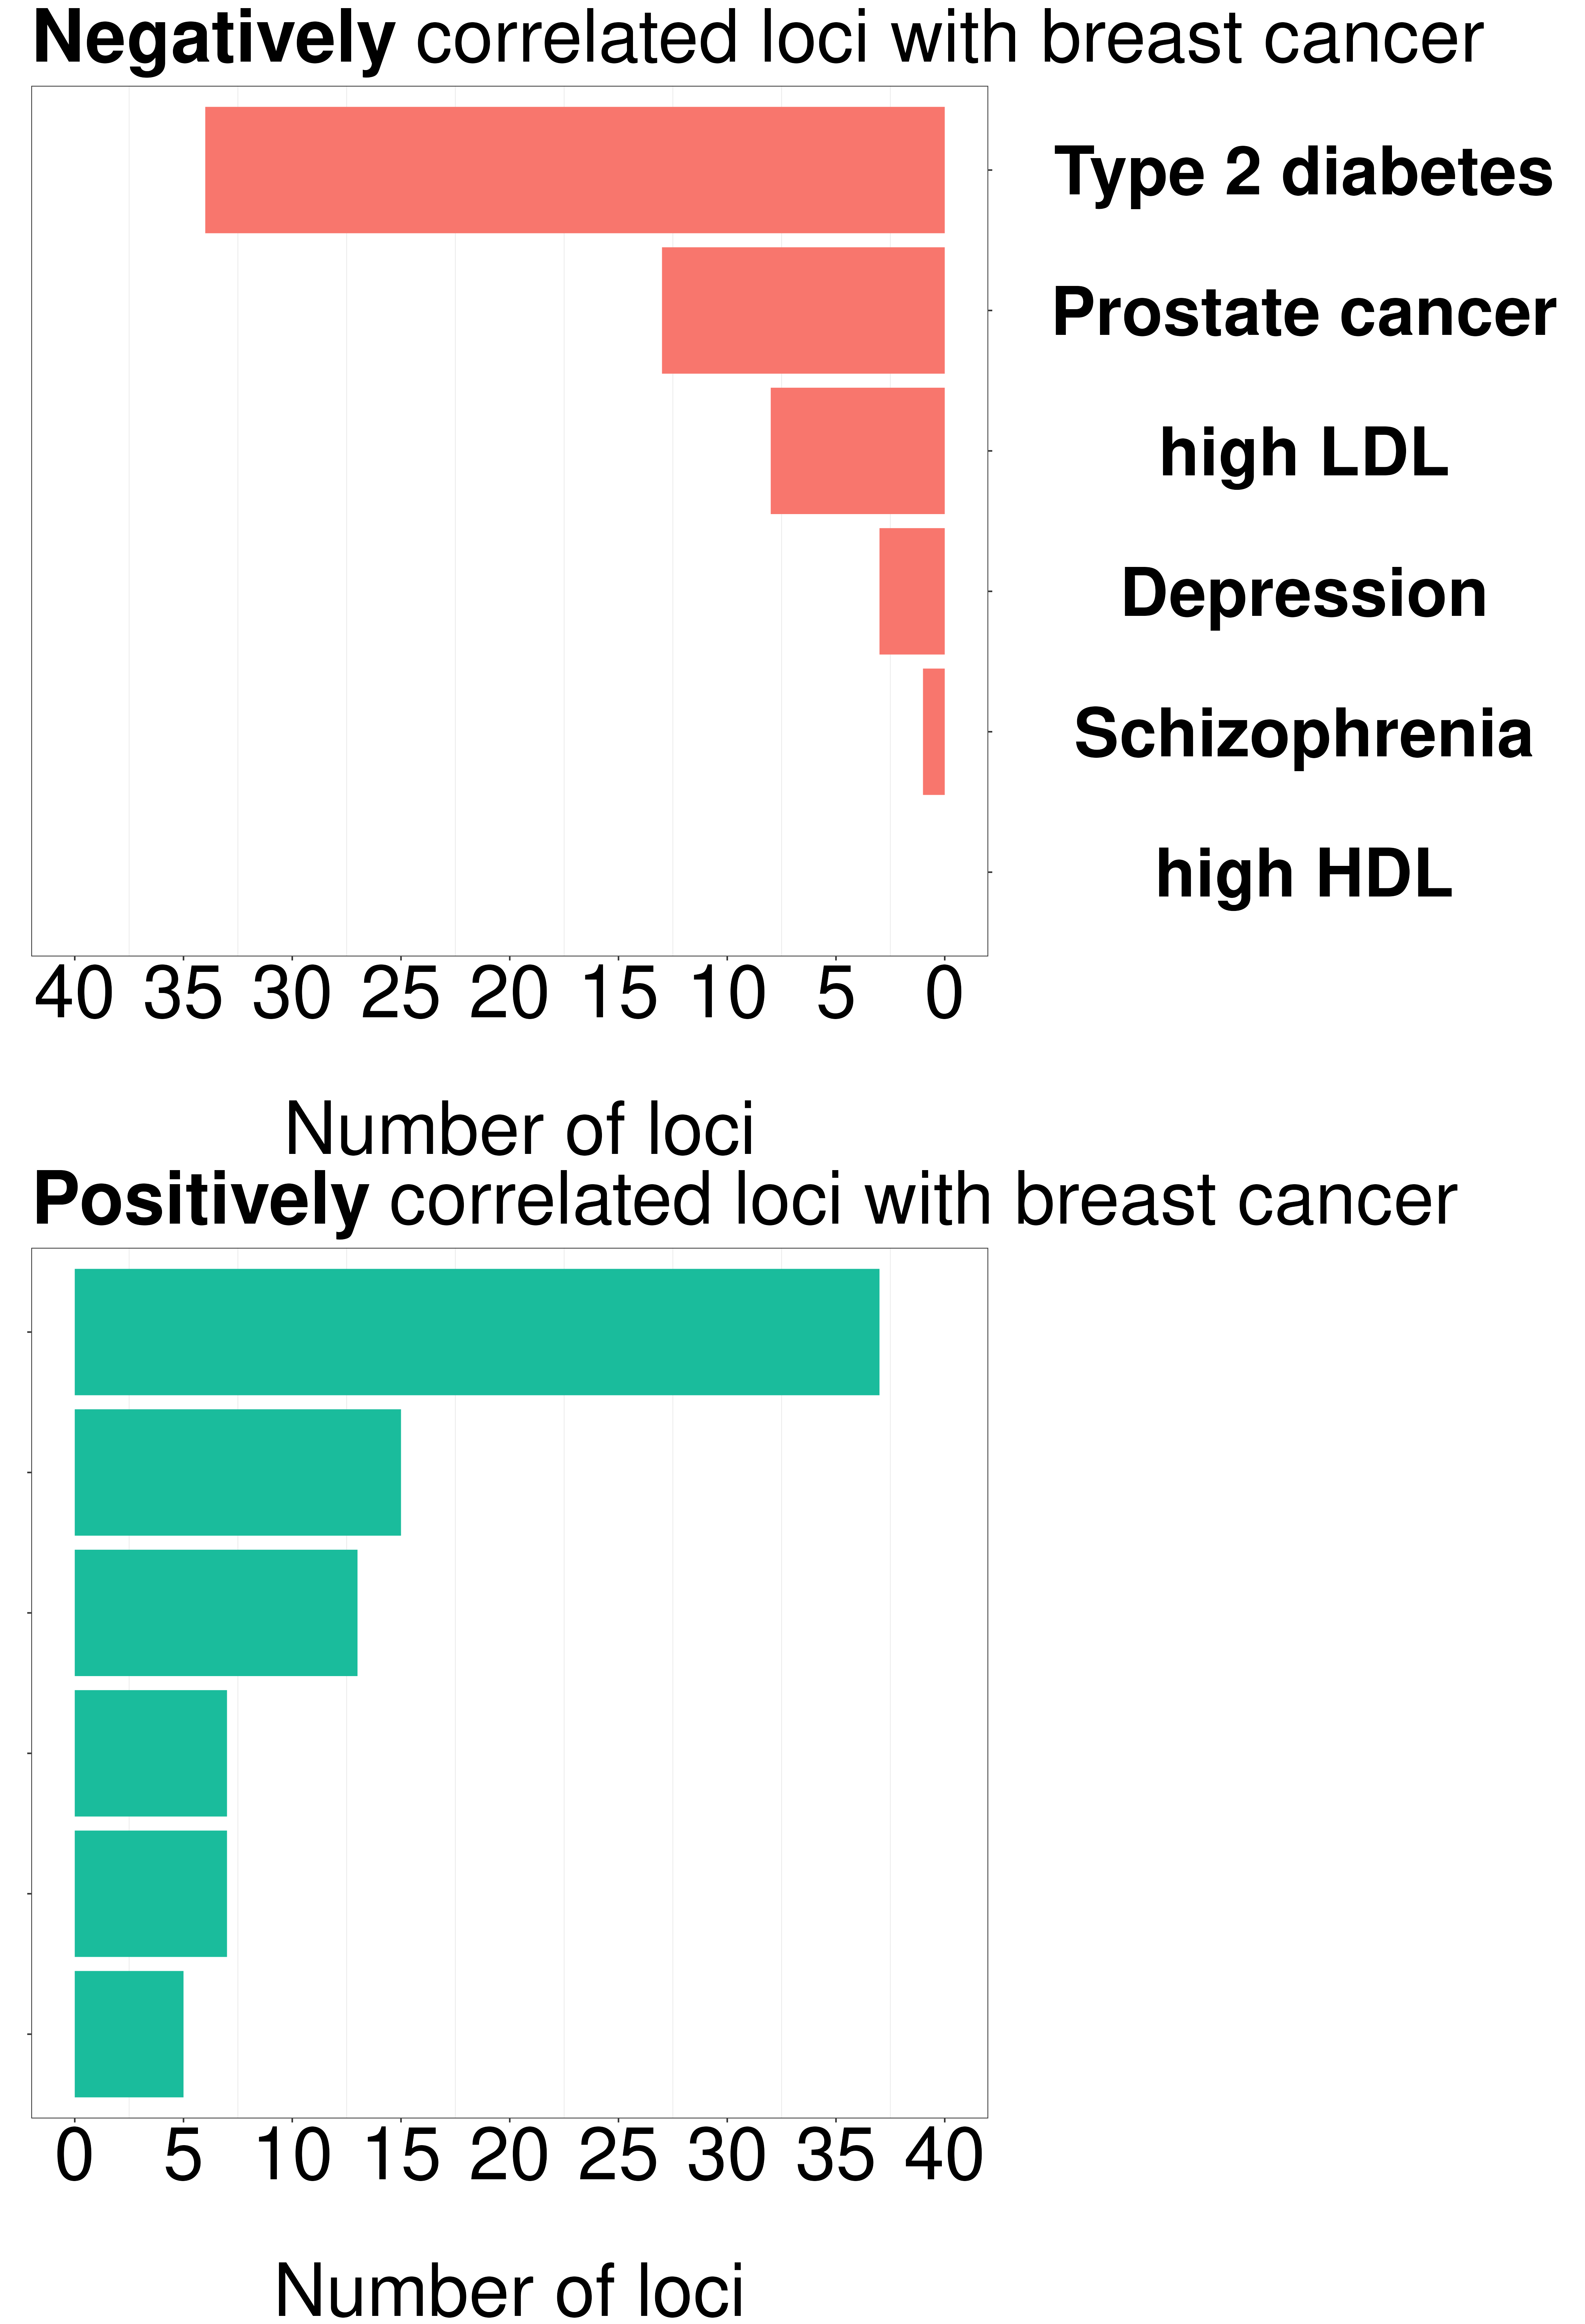 Negatively correlated loci with breast cancer
Type 2 diabetes
Prostate cancer
high LDL
Depression
Schizophrenia
high HDL
40 35 30 25 20 15 10 5 0
Number of loci
Positively correlated loci with breast cancer
0 5 10 15 20 25 30 35 40
Number of loci